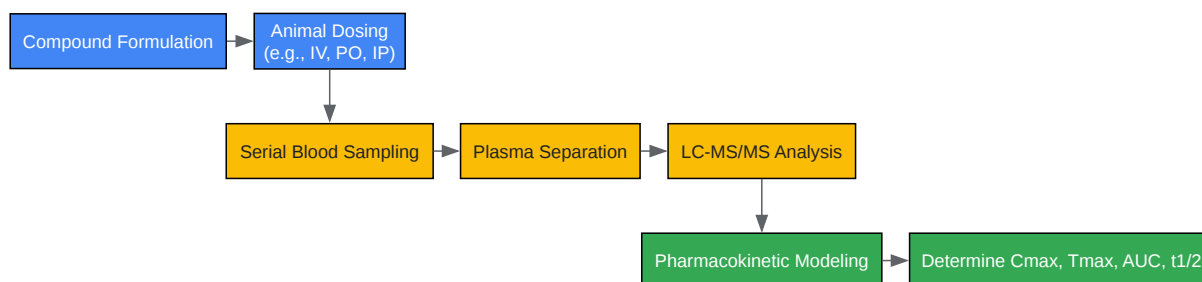 Compound Formulation
Animal Dosing
(e.g., IV, PO, IP)
Serial Blood Sampling
Plasma Separation
LC-MS/MS Analysis
Pharmacokinetic Modeling
Determine Cmax, Tmax, AUC, t1/2